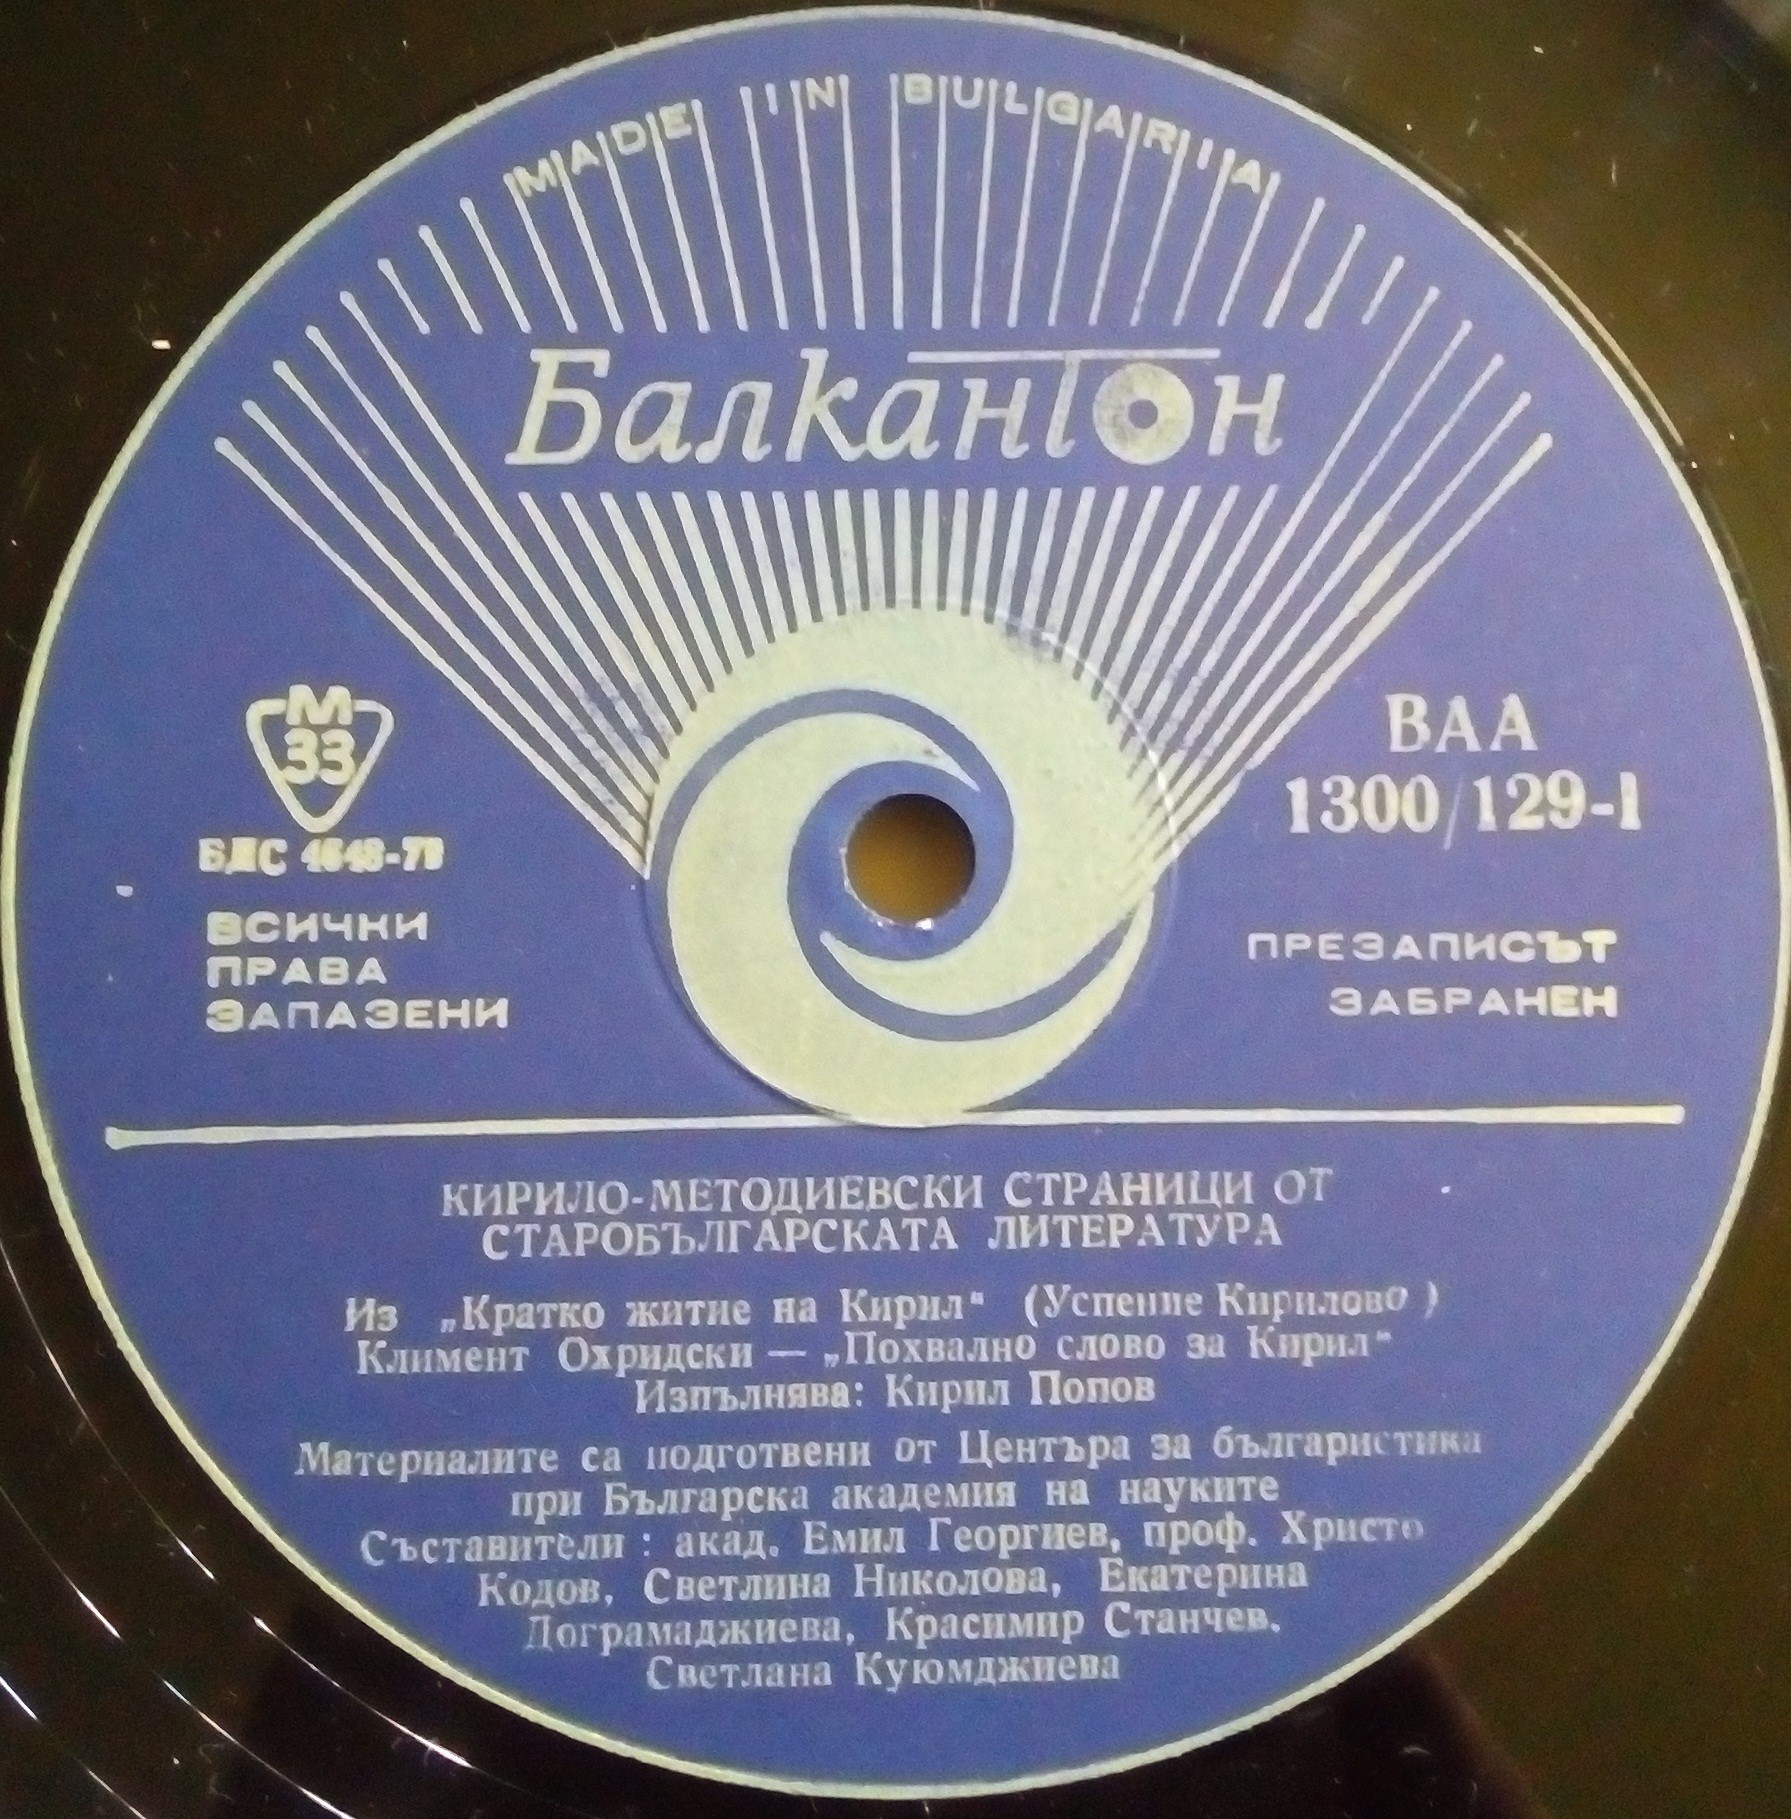 MADE IN BULGARIA
Балкантон
М
33
БДС
ВСИЧКИ
ПРАВА
ЗАПАЗЕНИ
ВАА
1300/129-I
ПРЕЗАПИСЪТ
ЗАБРАНЕН
КИРИЛО-МЕТОДИЕВСКИ СТРАНИЦИ ОТ
СТАРОБЪЛГАРСКАТА ЛИТЕРАТУРА
Из „Кратко житие на Кирил“ (Успение Кирилово)
Климент Охридски — „Похвално слово за Кирил“
Изпълнява: Кирил Попов
Материалите са подготвени от Центъра за българистика
при Българска академия на науките
Съставители : акад. Емил Георгиев, проф. Христо
Кодов, Светлина Николова, Екатерина
Дограмаджиева, Красимир Станчев,
Светлана Куюмджиева